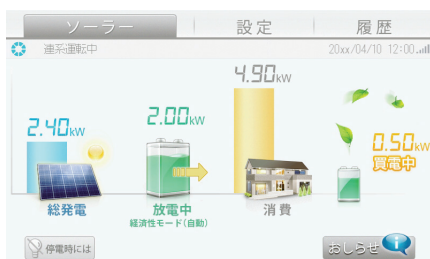 ソーラー 設定 履歴
連系運転中 20xx/04/10 12:00
4.90kW
2.40kW 2.00kW
0.50kW
買電中
総発電 放電中 消費
経済性モード(自動)
停電時には おしらせ